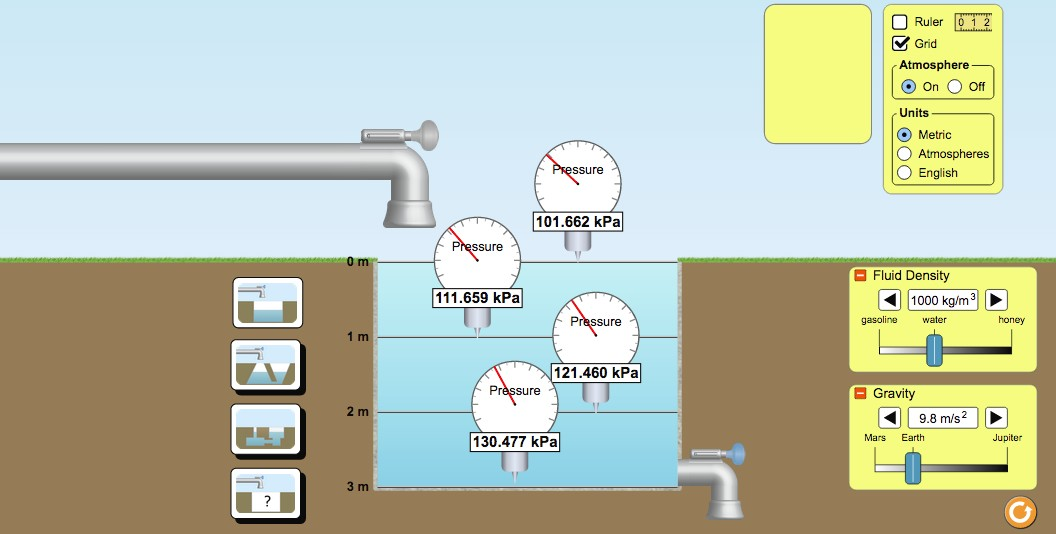 Ruler 0 1 2
Grid
Atmosphere
On Off
Units
Metric
Atmospheres
English
Pressure
101.662 kPa
Pressure
111.659 kPa
Pressure
121.460 kPa
Pressure
130.477 kPa
0 m
1 m
2 m
3 m
?
Fluid Density
1000 kg/m³
gasoline water honey
Gravity
9.8 m/s²
Mars Earth Jupiter